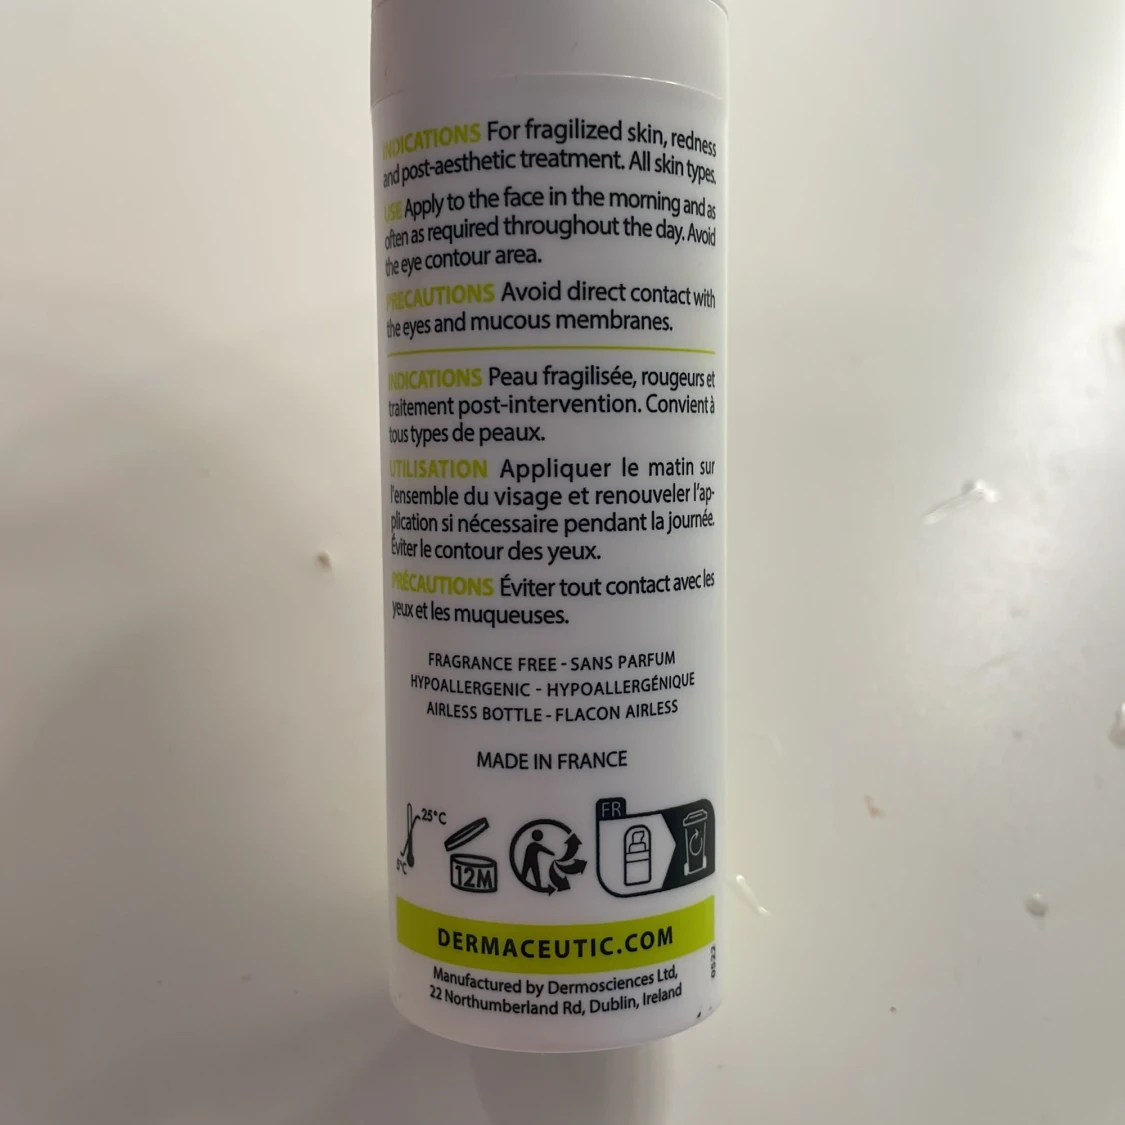 INDICATIONS For fragilized skin, redness
and post-aesthetic treatment. All skin types.
USE Apply to the face in the morning and as
often as required throughout the day. Avoid
the eye contour area.
PRECAUTIONS Avoid direct contact with
the eyes and mucous membranes.
INDICATIONS Peau fragilisée, rougeurs et
traitement post-intervention. Convient à
tous types de peaux.
UTILISATION Appliquer le matin sur
l'ensemble du visage et renouveler l'ap-
plication si nécessaire pendant la journée.
Éviter le contour des yeux.
PRÉCAUTIONS Éviter tout contact avec les
yeux et les muqueuses.
FRAGRANCE FREE - SANS PARFUM
HYPOALLERGENIC - HYPOALLERGÉNIQUE
AIRLESS BOTTLE - FLACON AIRLESS
MADE IN FRANCE
25°C
12M
FR
DERMACEUTIC.COM
0522
Manufactured by Dermosciences Ltd,
22 Northumberland Rd, Dublin, Ireland